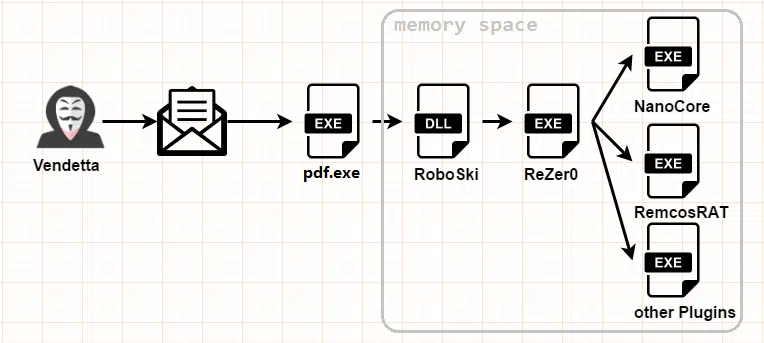 memory space
Vendetta
EXE
pdf.exe
DLL
RoboSki
EXE
ReZer0
EXE
NanoCore
EXE
RemcosRAT
EXE
other Plugins